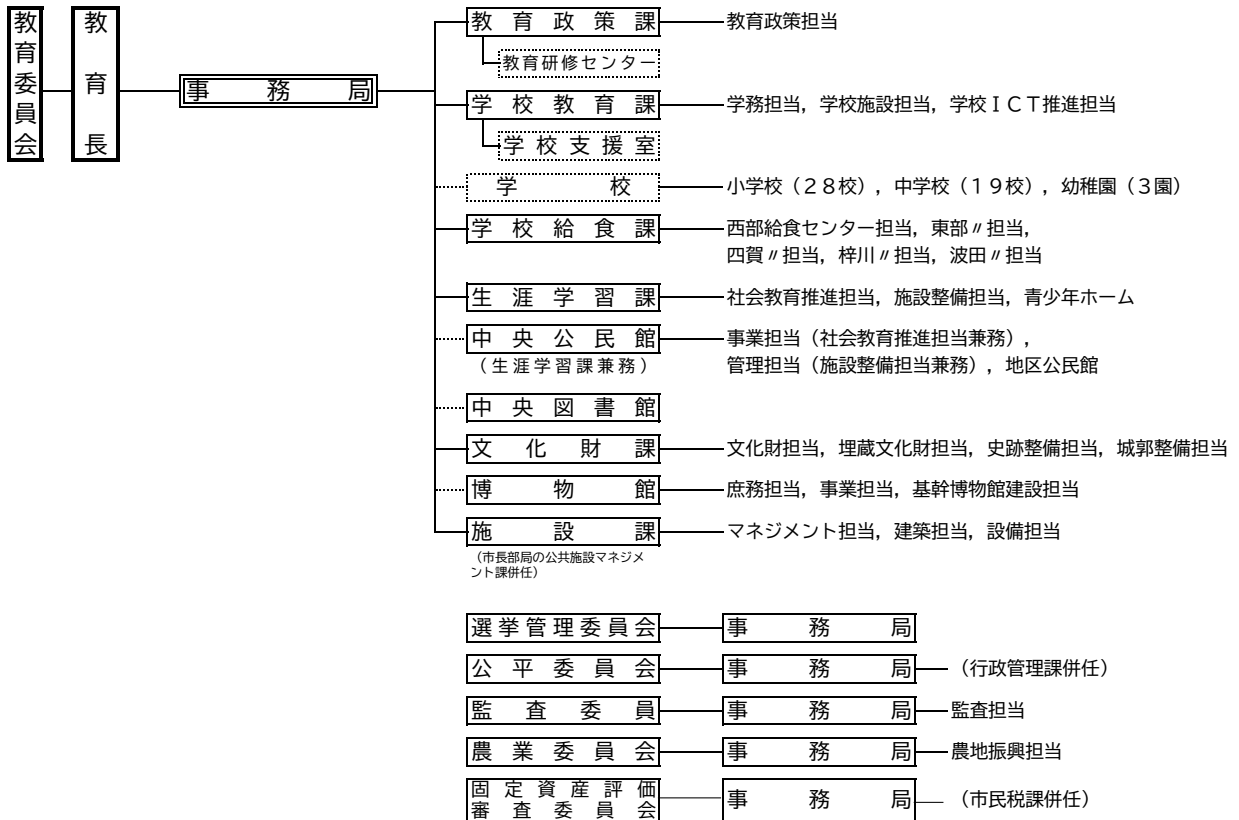 教育委員会
教育長
事務局
教育政策課 教育政策担当
教育研修センター
学校教育課 学務担当，学校施設担当，学校ＩＣＴ推進担当
学校支援室
学校 小学校（２８校），中学校（１９校），幼稚園（３園）
学校給食課 西部給食センター担当，東部〃担当，
四賀〃担当，梓川〃担当，波田〃担当
生涯学習課 社会教育推進担当，施設整備担当，青少年ホーム
中央公民館 事業担当（社会教育推進担当兼務），
（生涯学習課兼務） 管理担当（施設整備担当兼務），地区公民館
中央図書館
文化財課 文化財担当，埋蔵文化財担当，史跡整備担当，城郭整備担当
博物館 庶務担当，事業担当，基幹博物館建設担当
施設課 マネジメント担当，建築担当，設備担当
（市長部局の公共施設マネジメ
ント課併任）
選挙管理委員会 事務局
公平委員会 事務局 （行政管理課併任）
監査委員 事務局 監査担当
農業委員会 事務局 農地振興担当
固定資産評価
審査委員会 事務局 （市民税課併任）